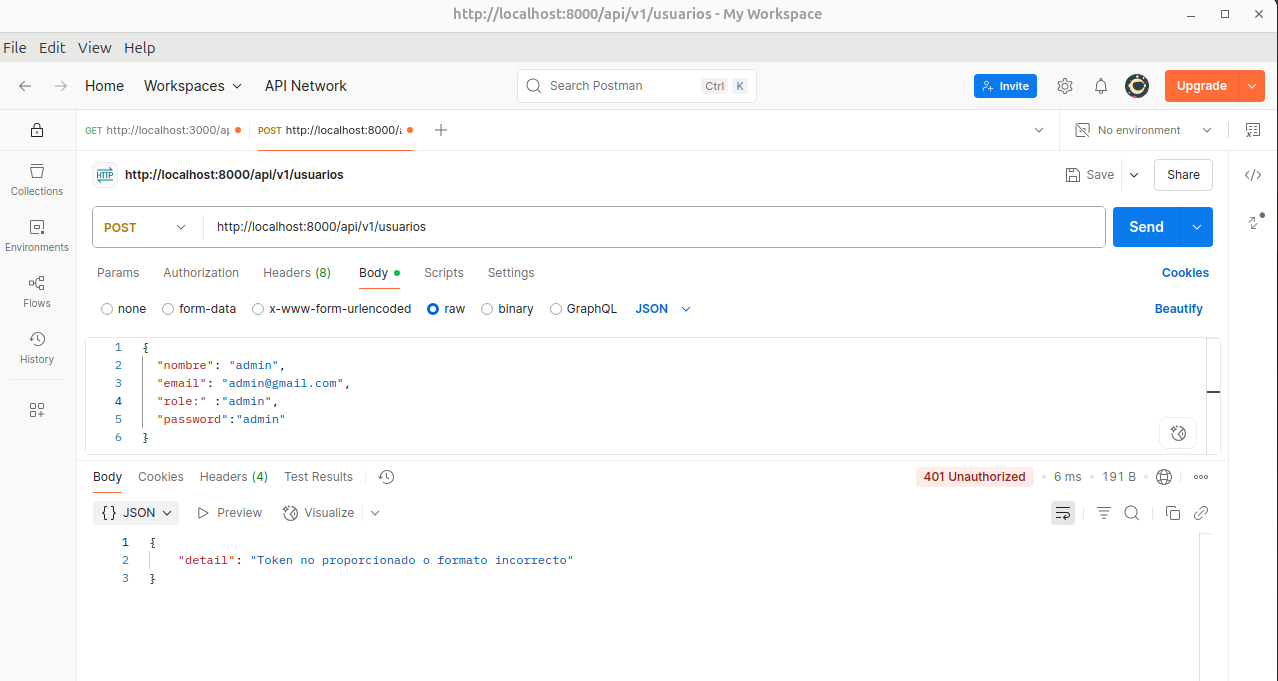 http://localhost:8000/api/v1/usuarios - My Workspace
File Edit View Help
Home Workspaces API Network Search Postman Ctrl K Invite Upgrade
GET http://localhost:3000/ap POST http://localhost:8000/a No environment
HTTP http://localhost:8000/api/v1/usuarios Save Share
Collections
Environments
Flows
History
POST http://localhost:8000/api/v1/usuarios Send
Params Authorization Headers (8) Body Scripts Settings Cookies
none form-data x-www-form-urlencoded raw binary GraphQL JSON Beautify
1 {
2 "nombre": "admin",
3 "email": "admin@gmail.com",
4 "role:" :"admin",
5 "password":"admin"
6 }
Body Cookies Headers (4) Test Results 401 Unauthorized 6 ms 191 B
{} JSON Preview Visualize
1 {
2 "detail": "Token no proporcionado o formato incorrecto"
3 }